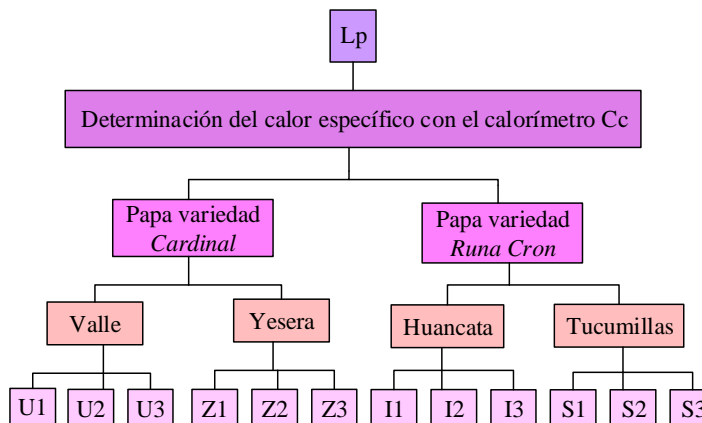 Lp
Determinación del calor específico con el calorímetro Cc
Papa variedad
Cardinal
Papa variedad
Runa Cron
Valle
Yesera
Huancata
Tucumillas
U1
U2
U3
Z1
Z2
Z3
I1
I2
I3
S1
S2
S3